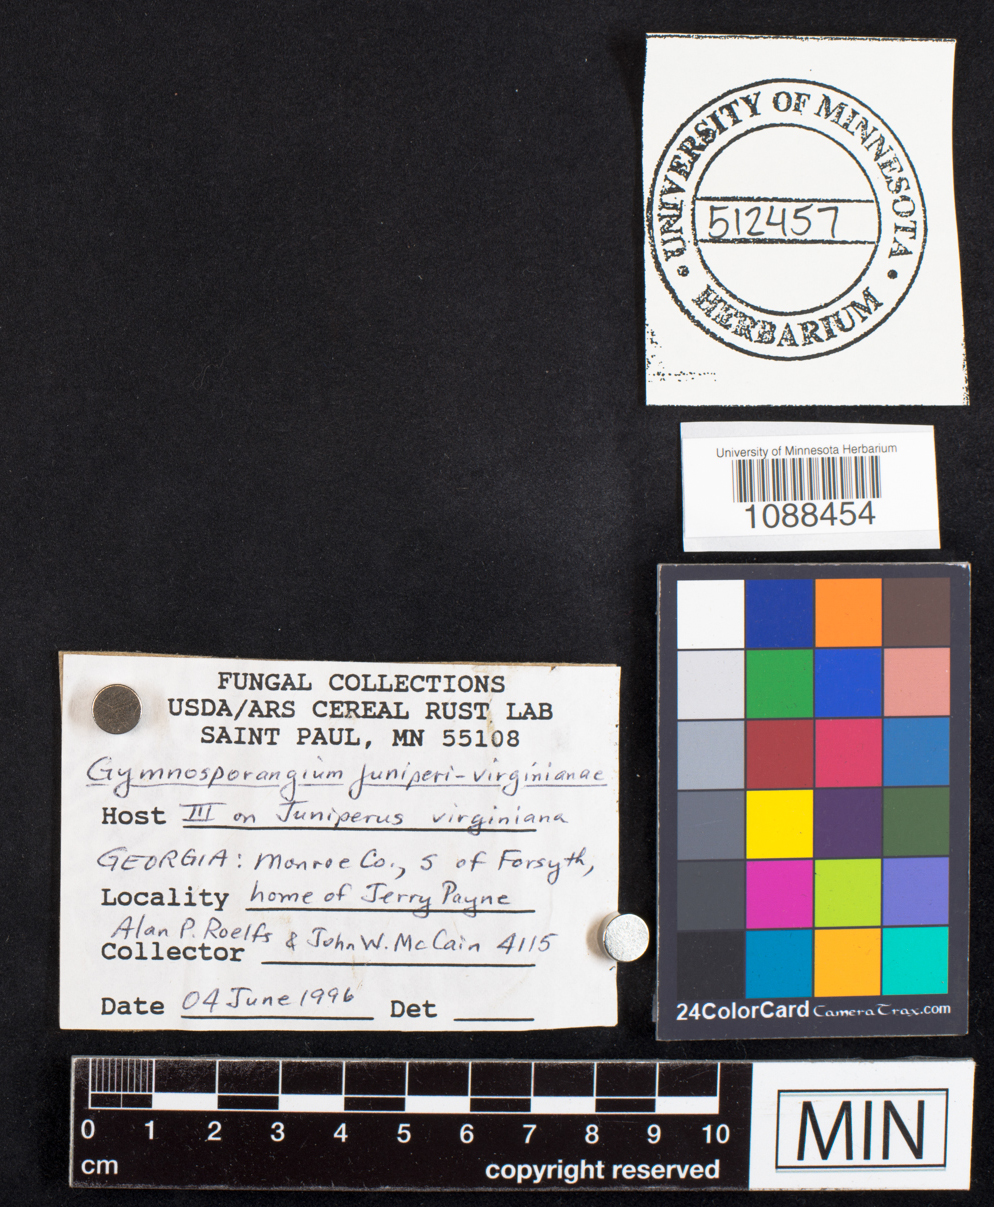 UNIVERSITY OF MINNESOTA
512457
HERBARIUM
University of Minnesota Herbarium
1088454
FUNGAL COLLECTIONS
USDA/ARS CEREAL RUST LAB
SAINT PAUL, MN 55108
Gymnosporangium juniperi-virginianae
Host III on Juniperus virginiana
GEORGIA: Monroe Co., S of Forsyth,
Locality home of Jerry Payne
Alan P. Roelfs & John W. McCain 4115
Collector
Date 04 June 1996 Det
24ColorCard CameraTrax.com
0 1 2 3 4 5 6 7 8 9 10
cm copyright reserved
MIN